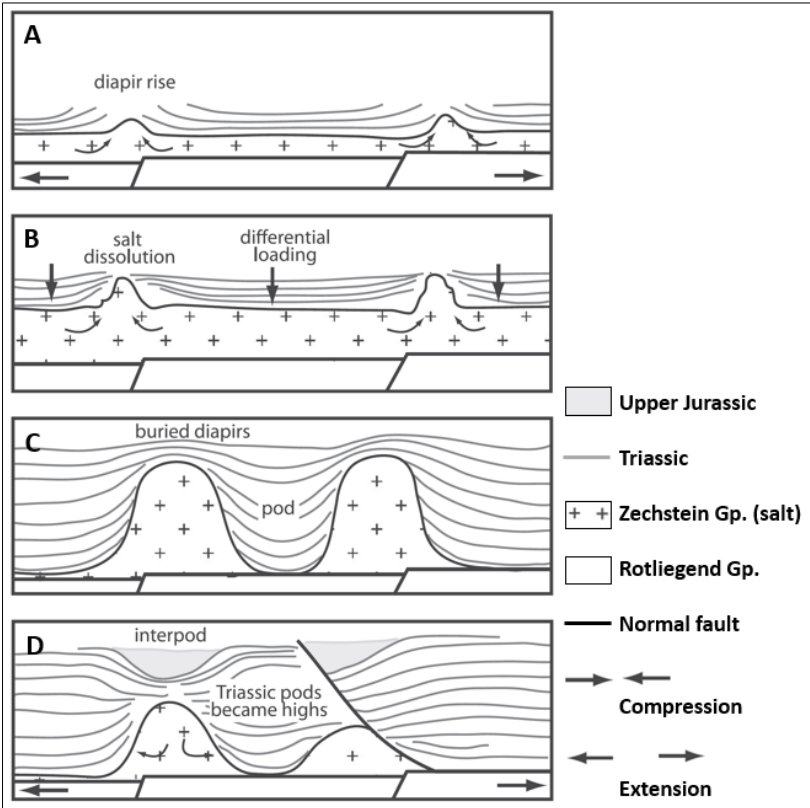 A
diapir rise
B
salt
dissolution
differential
loading
C
buried diapirs
pod
D
interpod
Triassic pods
became highs
Upper Jurassic
Triassic
Zechstein Gp. (salt)
Rotliegend Gp.
Normal fault
Compression
Extension